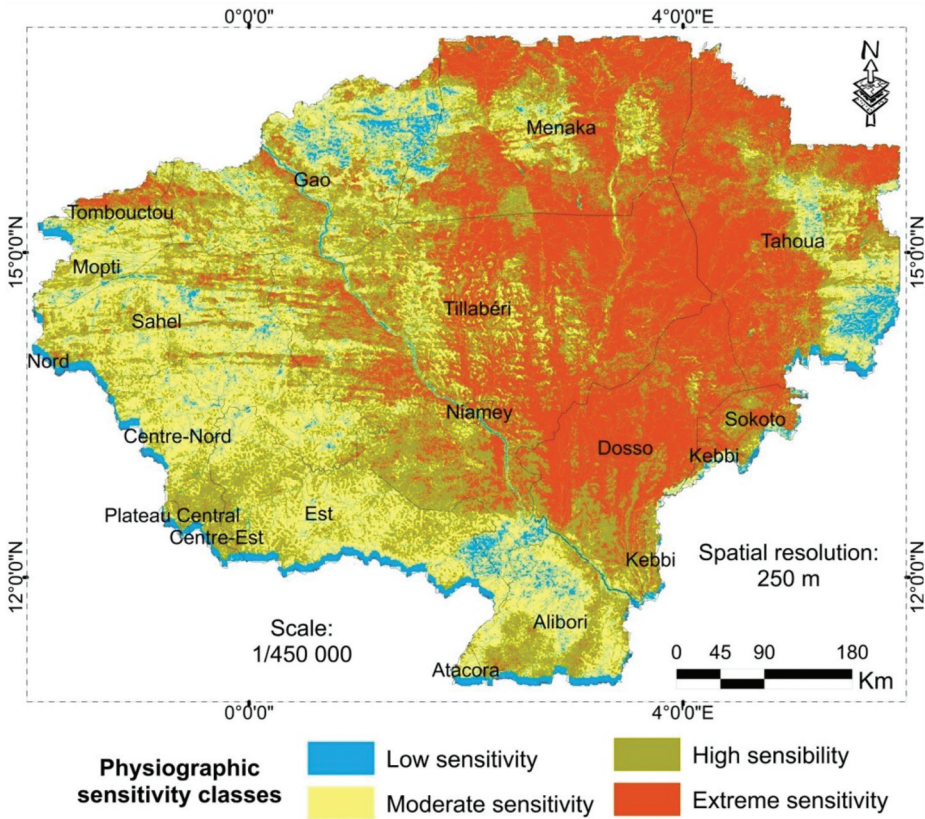 0°0'0"
4°0'0"E
N
Menaka
Gao
Tombouctou
15°0'0"N
Tahoua
15°0'0"N
Mopti
Tillabéri
Sahel
Nord
Niamey
Sokoto
Centre-Nord
Dosso
Kebbi
Plateau Central
Est
Centre-Est
Kebbi
Spatial resolution:
250 m
12°0'0"N
12°0'0"N
Alibori
Scale:
1/450 000
Atacora
0 45 90 180
Km
0°0'0"
4°0'0"E
Physiographic
sensitivity classes
Low sensitivity
High sensibility
Moderate sensitivity
Extreme sensitivity